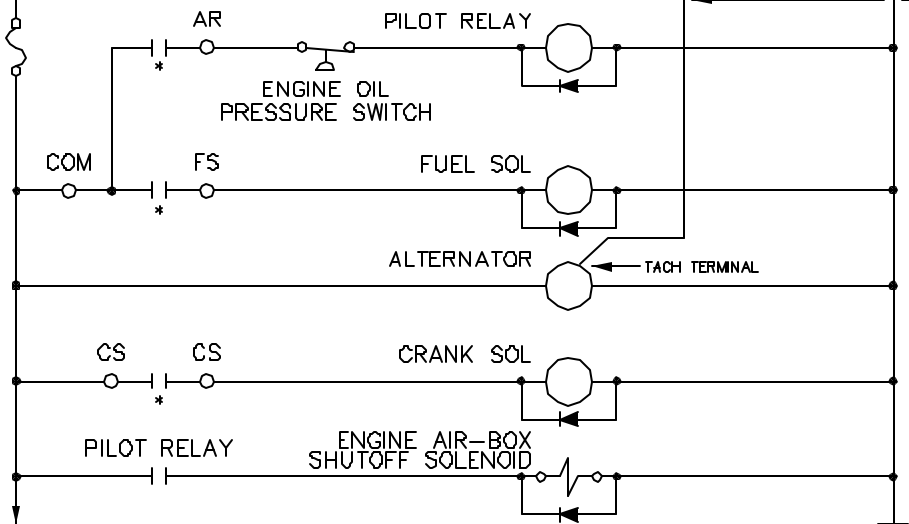 AR
PILOT RELAY
*
ENGINE OIL
PRESSURE SWITCH
COM
FS
FUEL SOL
*
ALTERNATOR
TACH TERMINAL
CS
CS
CRANK SOL
*
PILOT RELAY
ENGINE AIR-BOX
SHUTOFF SOLENOID